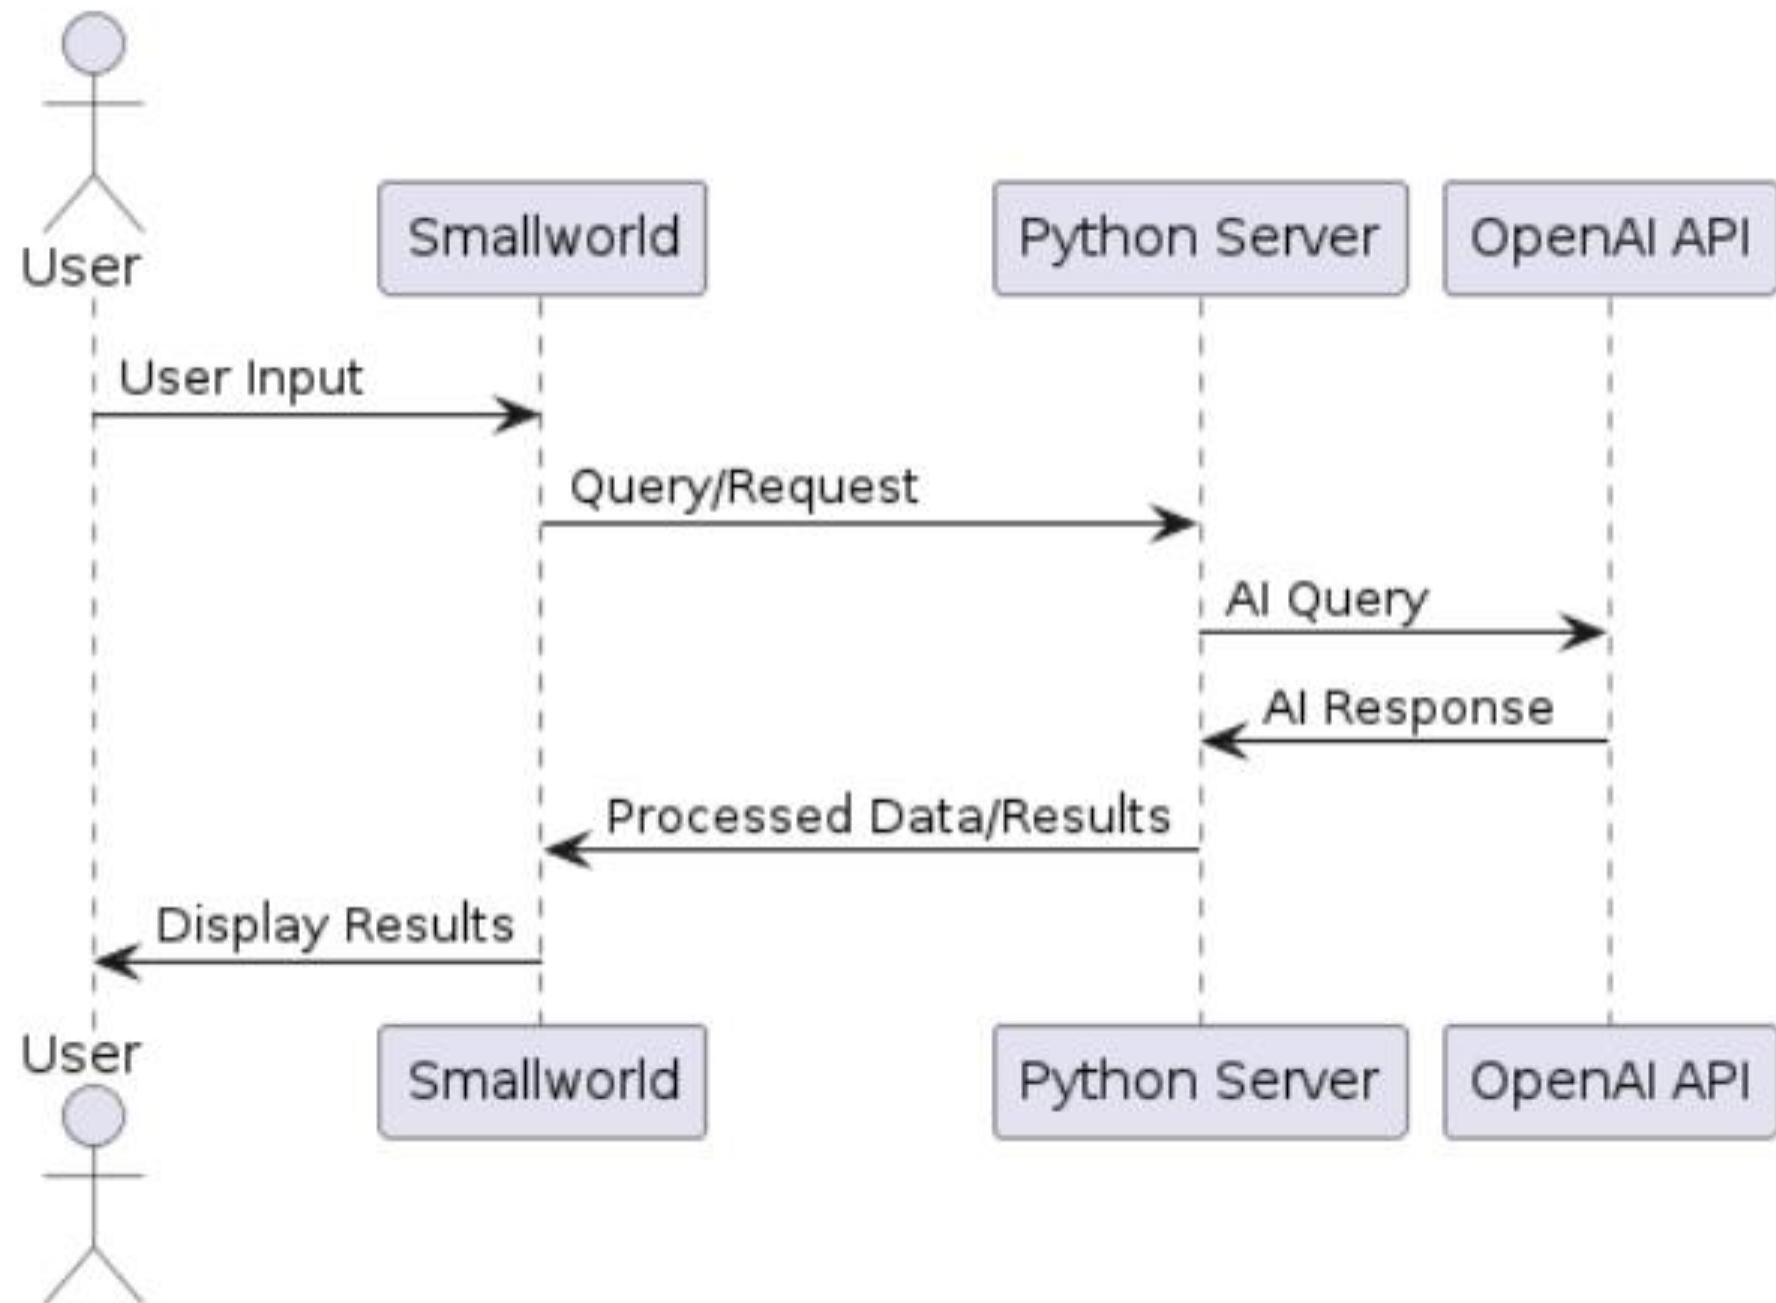 User
Smallworld
Python Server
OpenAI API
User Input
Query/Request
AI Query
AI Response
Processed Data/Results
Display Results
User
Smallworld
Python Server
OpenAI API